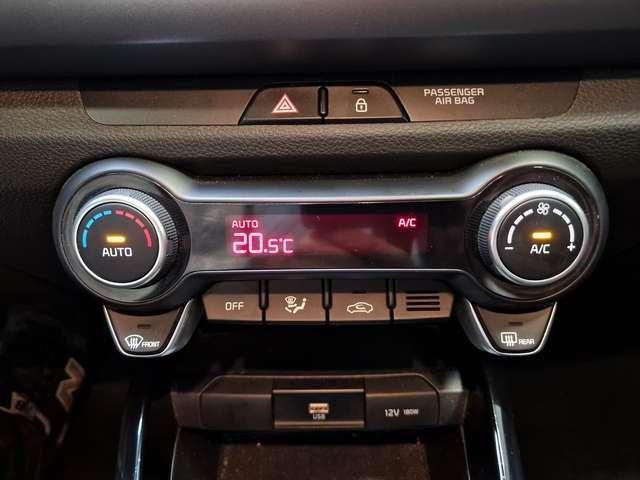 PASSENGER
AIR BAG
AUTO
A/C
20.5°C
AUTO
- A/C +
OFF
FRONT
REAR
USB
12V 180W